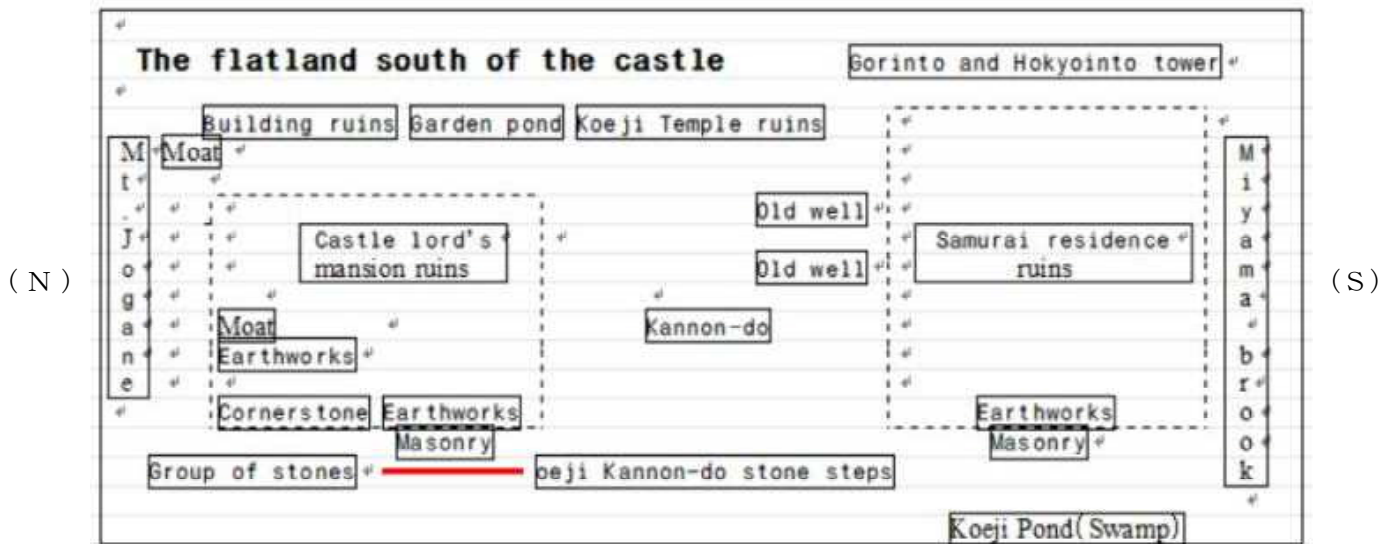 The flatland south of the castle
Gorinto and Hokyointo tower
Building ruins
Garden pond
Koeji Temple ruins
Mt.Jogane
Moat
Miyama brook
Old well
Castle lord's
mansion ruins
Samurai residence
ruins
(N)
Old well
(S)
Moat
Kannon-do
Earthworks
Cornerstone
Earthworks
Earthworks
Masonry
Masonry
Group of stones
oeji Kannon-do stone steps
Koeji Pond(Swamp)